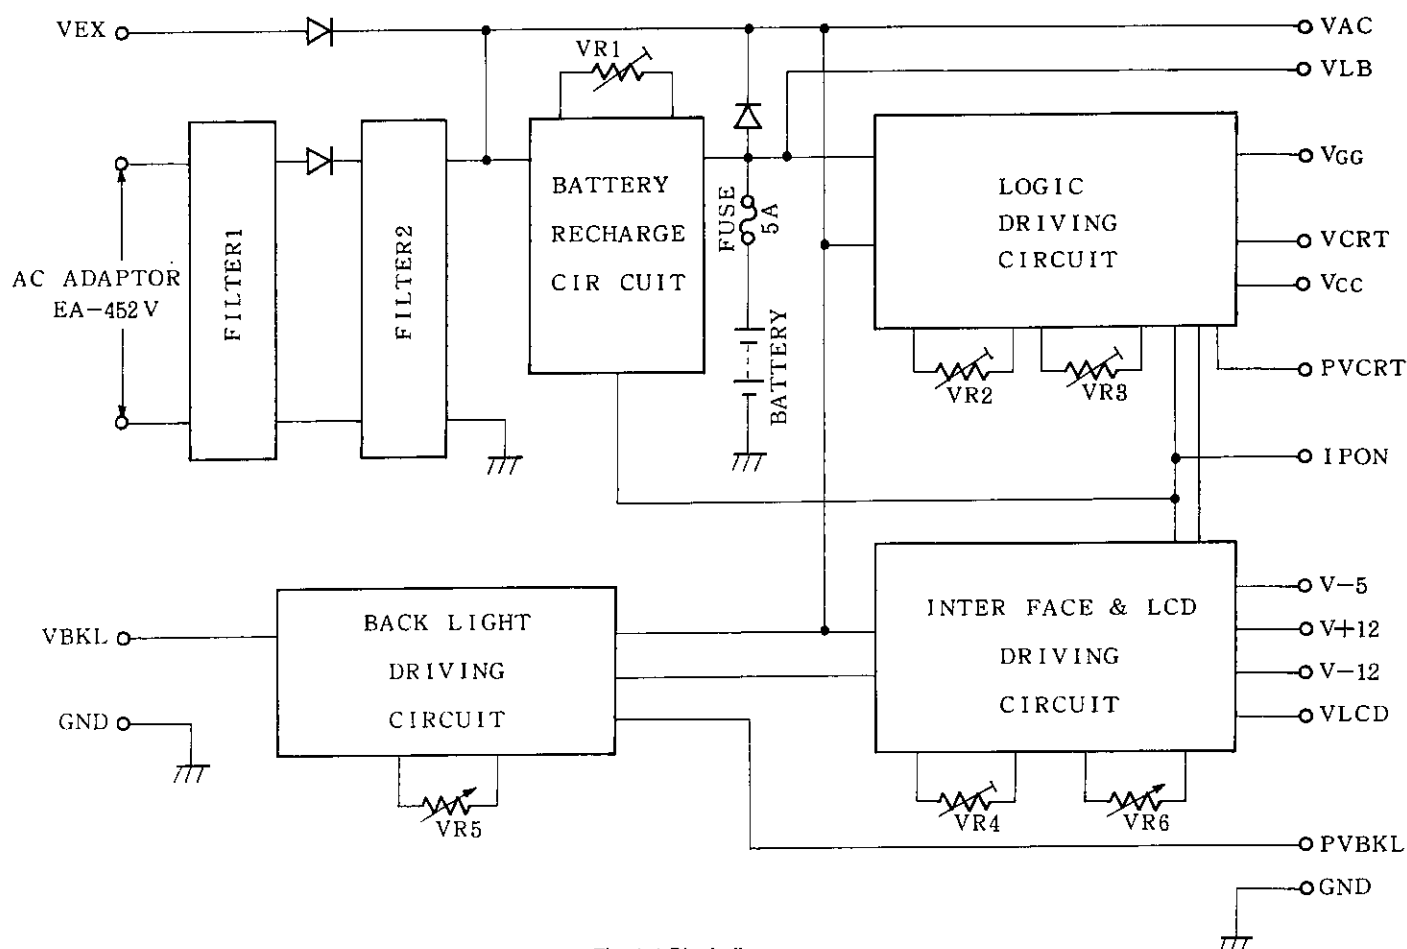 VEX
VAC
VR1
VLB
VGG
BATTERY
RECHARGE
CIR CUIT
FUSE
5A
LOGIC
DRIVING
CIRCUIT
FILTER1
FILTER2
VCRT
AC ADAPTOR
EA-452V
VCC
BATTERY
VR2
VR3
PVCRT
IPON
V-5
INTER FACE & LCD
DRIVING
CIRCUIT
V+12
V-12
VLCD
VBKL
BACK LIGHT
DRIVING
CIRCUIT
GND
VR5
VR4
VR6
PVBKL
GND